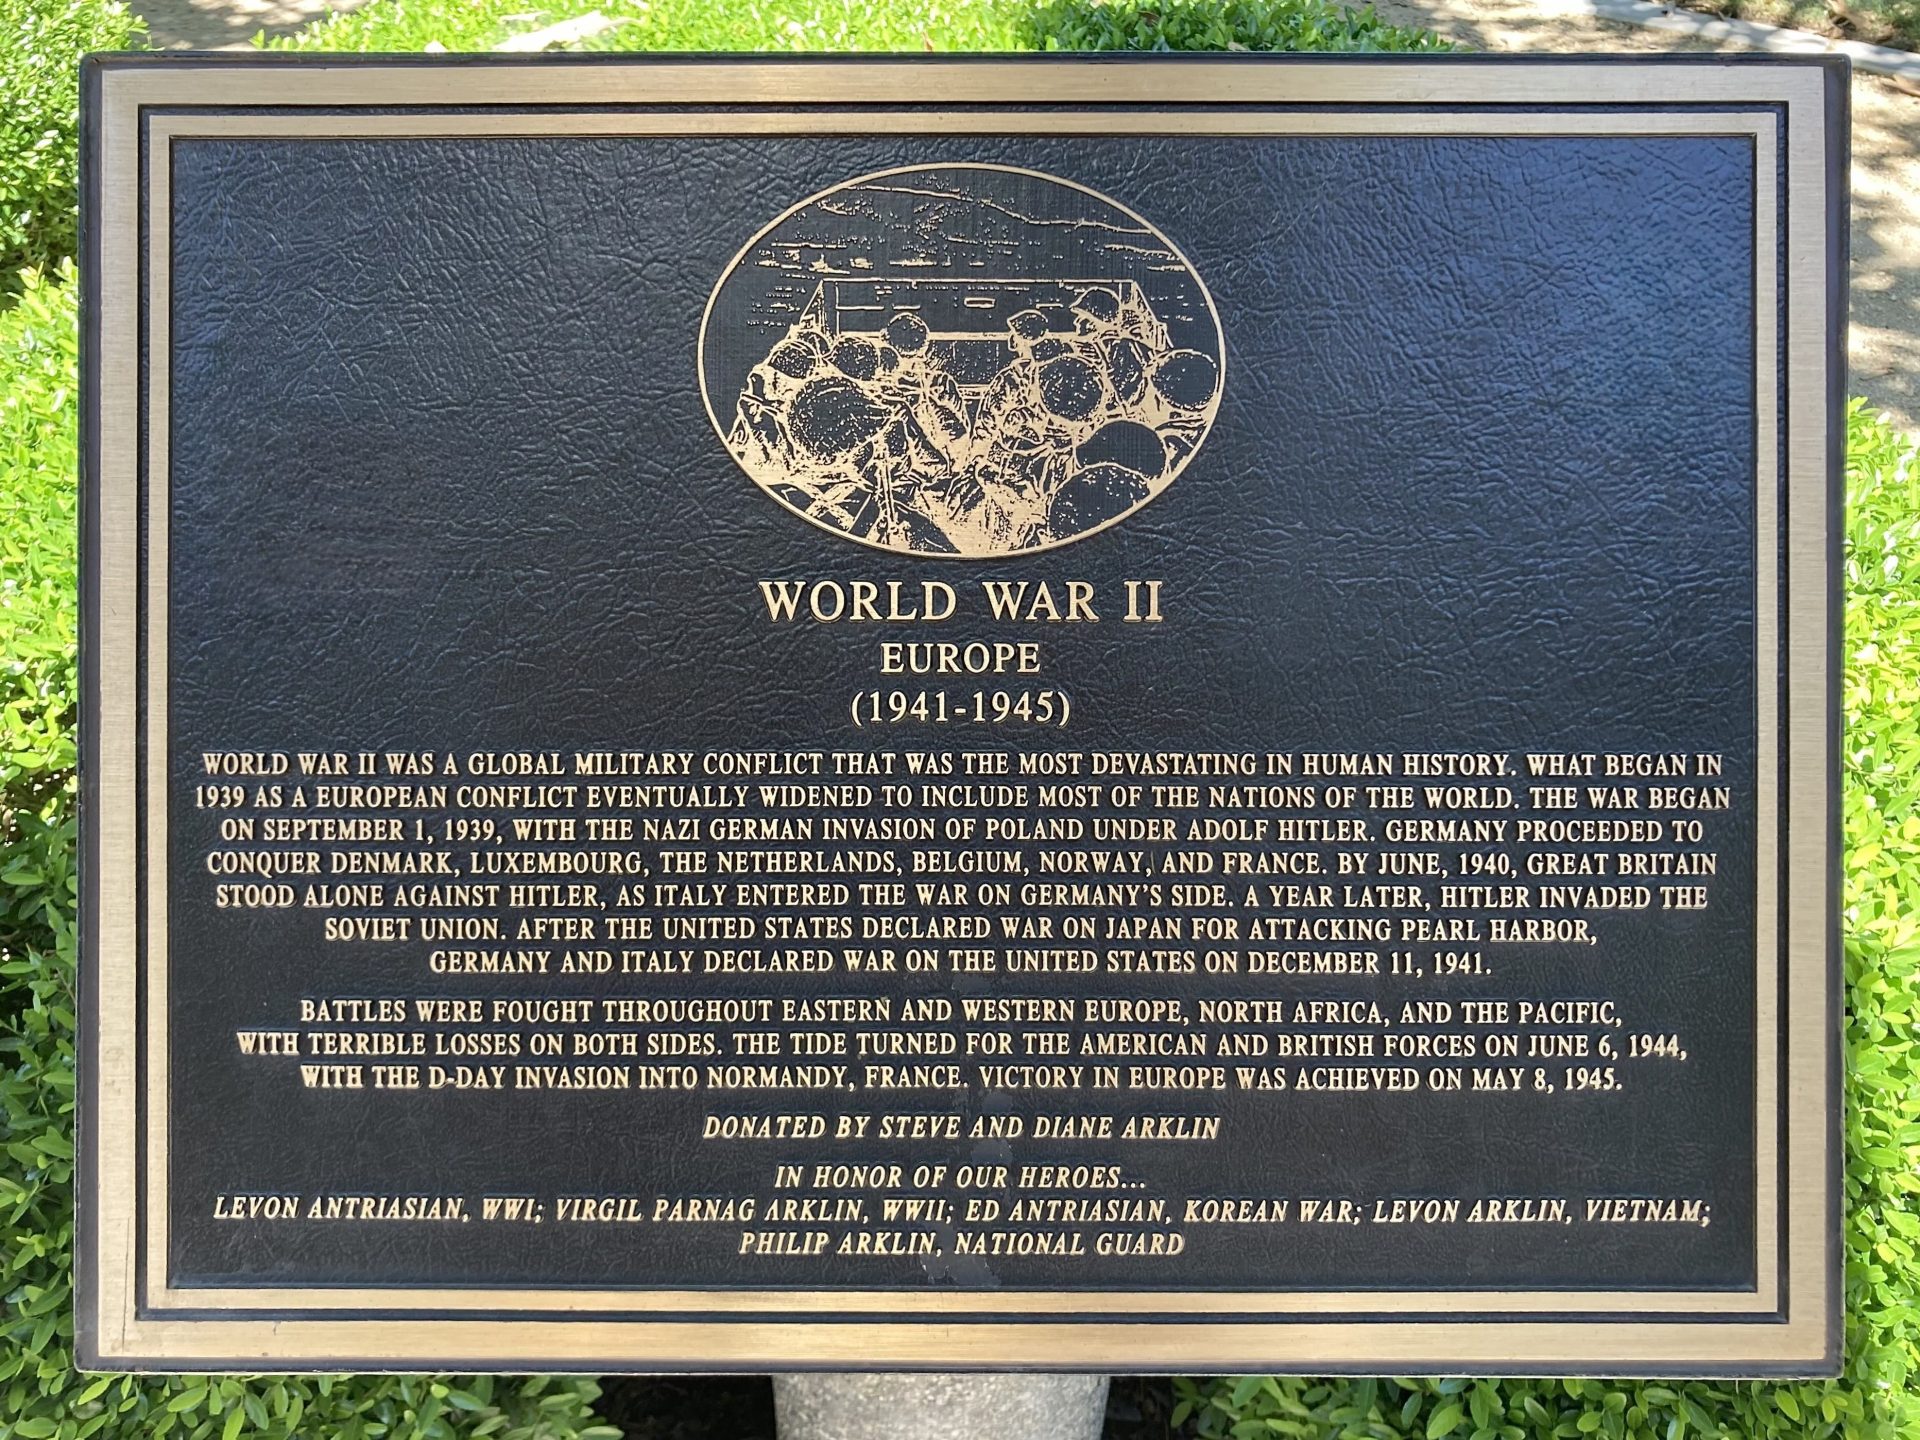 WORLD WAR II
EUROPE
(1941-1945)
WORLD WAR II WAS A GLOBAL MILITARY CONFLICT THAT WAS THE MOST DEVASTATING IN HUMAN HISTORY. WHAT BEGAN IN
1939 AS A EUROPEAN CONFLICT EVENTUALLY WIDENED TO INCLUDE MOST OF THE NATIONS OF THE WORLD. THE WAR BEGAN
ON SEPTEMBER 1, 1939, WITH THE NAZI GERMAN INVASION OF POLAND UNDER ADOLF HITLER. GERMANY PROCEEDED TO
CONQUER DENMARK, LUXEMBOURG, THE NETHERLANDS, BELGIUM, NORWAY, AND FRANCE. BY JUNE, 1940, GREAT BRITAIN
STOOD ALONE AGAINST HITLER, AS ITALY ENTERED THE WAR ON GERMANY'S SIDE. A YEAR LATER, HITLER INVADED THE
SOVIET UNION. AFTER THE UNITED STATES DECLARED WAR ON JAPAN FOR ATTACKING PEARL HARBOR,
GERMANY AND ITALY DECLARED WAR ON THE UNITED STATES ON DECEMBER 11, 1941.
BATTLES WERE FOUGHT THROUGHOUT EASTERN AND WESTERN EUROPE, NORTH AFRICA, AND THE PACIFIC,
WITH TERRIBLE LOSSES ON BOTH SIDES. THE TIDE TURNED FOR THE AMERICAN AND BRITISH FORCES ON JUNE 6, 1944,
WITH THE D-DAY INVASION INTO NORMANDY, FRANCE. VICTORY IN EUROPE WAS ACHIEVED ON MAY 8, 1945.
DONATED BY STEVE AND DIANE ARKLIN
IN HONOR OF OUR HEROES...
LEVON ANTRIASIAN, WWI; VIRGIL PARNAG ARKLIN, WWII; ED ANTRIASIAN, KOREAN WAR; LEVON ARKLIN, VIETNAM;
PHILIP ARKLIN, NATIONAL GUARD